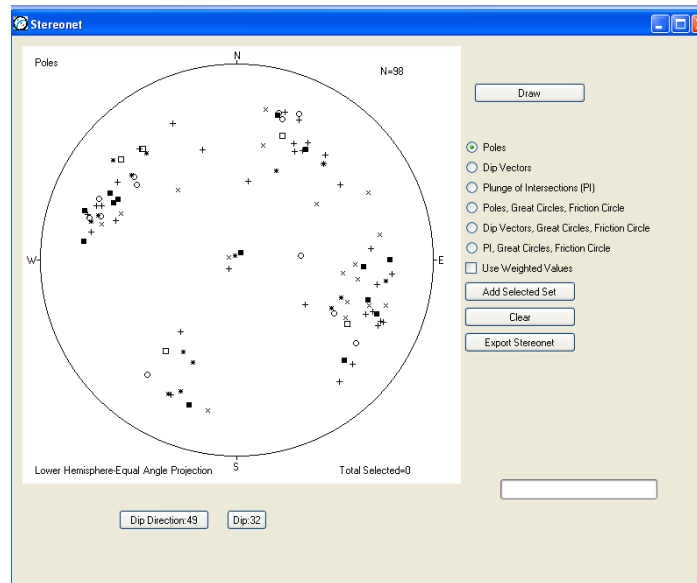 Stereonet
Poles
N
N=98
W
E
S
Lower Hemisphere-Equal Angle Projection
Total Selected=0
Draw
Poles
Dip Vectors
Plunge of Intersections (PI)
Poles, Great Circles, Friction Circle
Dip Vectors, Great Circles, Friction Circle
PI, Great Circles, Friction Circle
Use Weighted Values
Add Selected Set
Clear
Export Stereonet
Dip Direction:49
Dip:32